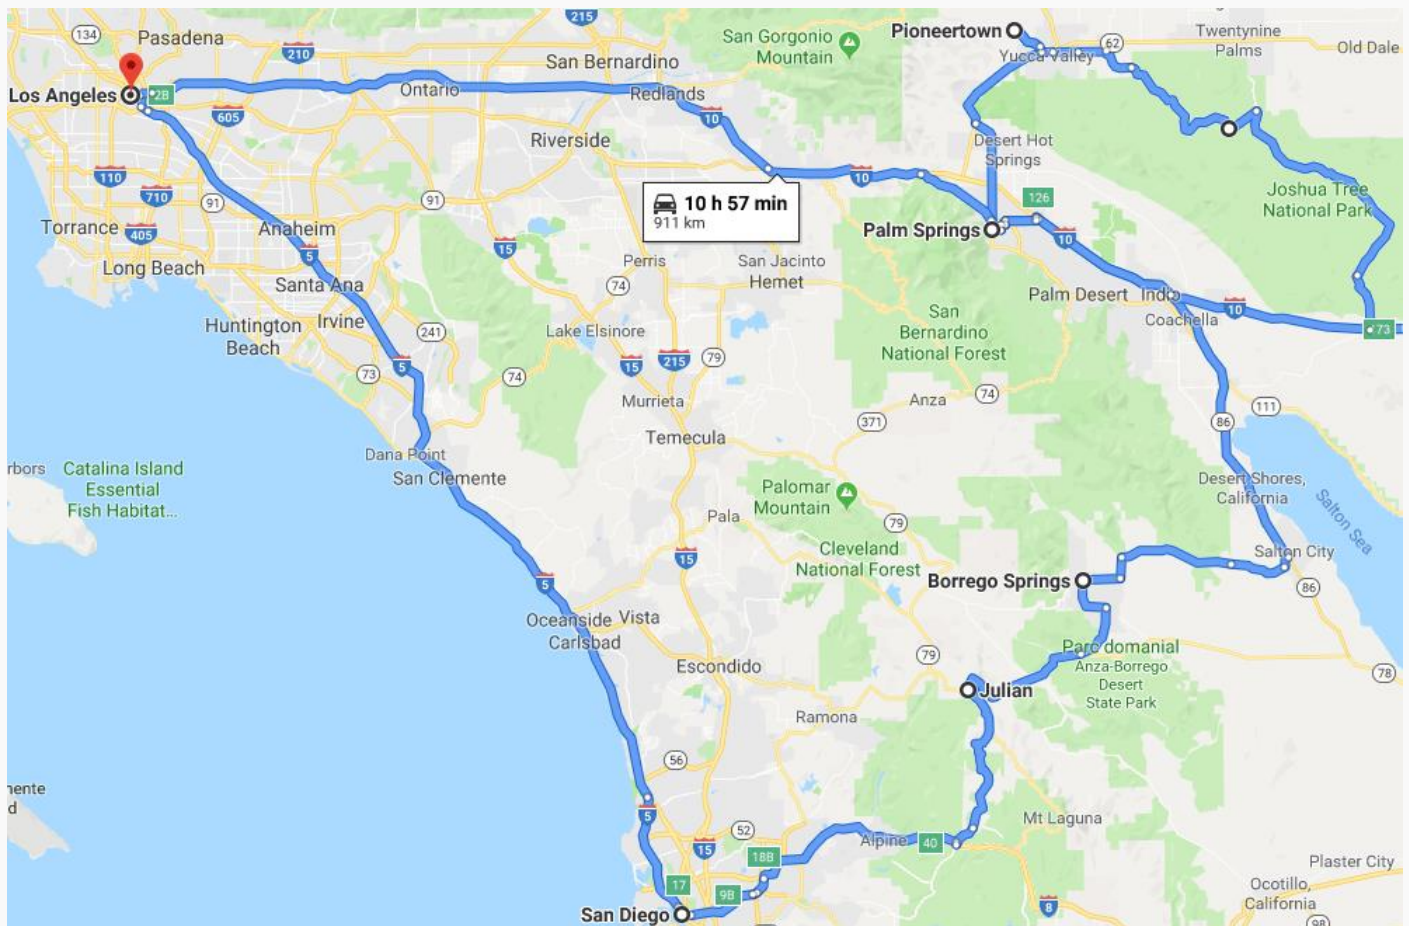 215
134
Pasadena
210
San Gorgonio
Mountain
Pioneertown
62
Twentynine
Palms
Old Dale
Yucca Valley
San Bernardino
Los Angeles
2B
Ontario
Redlands
605
10
Riverside
Desert Hot
Springs
110
710
10
91
91
Joshua Tree
National Park
10 h 57 min
911 km
126
Torrance
405
Anaheim
5
15
Palm Springs
10
Long Beach
Perris
San Jacinto
Hemet
Santa Ana
74
Palm Desert
Indio
10
Coachella
Huntington
Beach
Irvine
241
Lake Elsinore
San
Bernardino
National Forest
73
5
73
74
15
215
79
Murrieta
Anza
74
111
371
86
Temecula
Dana Point
San Clemente
rbors
Catalina Island
Essential
Fish Habitat...
Palomar
Mountain
Desert Shores,
California
Salton Sea
Pala
79
15
Cleveland
National Forest
Salton City
Borrego Springs
86
5
Oceanside
Vista
Carlsbad
79
Parc domanial
Anza-Borrego
Desert
State Park
78
Escondido
Julian
Ramona
56
nente
d
5
52
15
Mt Laguna
Alpine
40
18B
Plaster City
17
9B
Ocotillo,
California
8
San Diego
98